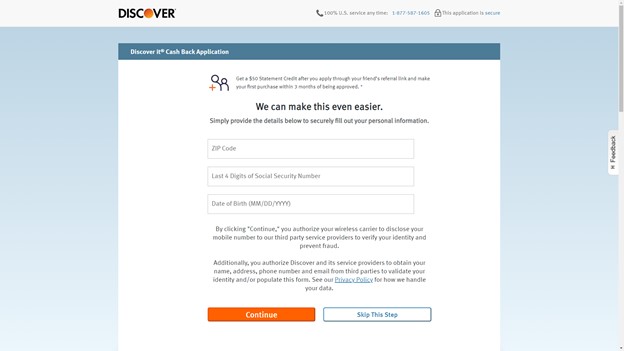 DISCOVER
100% U.S. service any time: 1-877-587-1605 This application is secure
Discover it® Cash Back Application
Get a $50 Statement Credit after you apply through your friend's referral link and make
your first purchase within 3 months of being approved. *
We can make this even easier.
Simply provide the details below to securely fill out your personal information.
ZIP Code
Last 4 Digits of Social Security Number
Date of Birth (MM/DD/YYYY)
By clicking "Continue," you authorize your wireless carrier to disclose your
mobile number to our third party service providers to verify your identity and
prevent fraud.
Additionally, you authorize Discover and its service providers to obtain your
name, address, phone number and email from third parties to validate your
identity and/or populate this form. See our Privacy Policy for how we handle
your data.
Continue
Skip This Step
Feedback